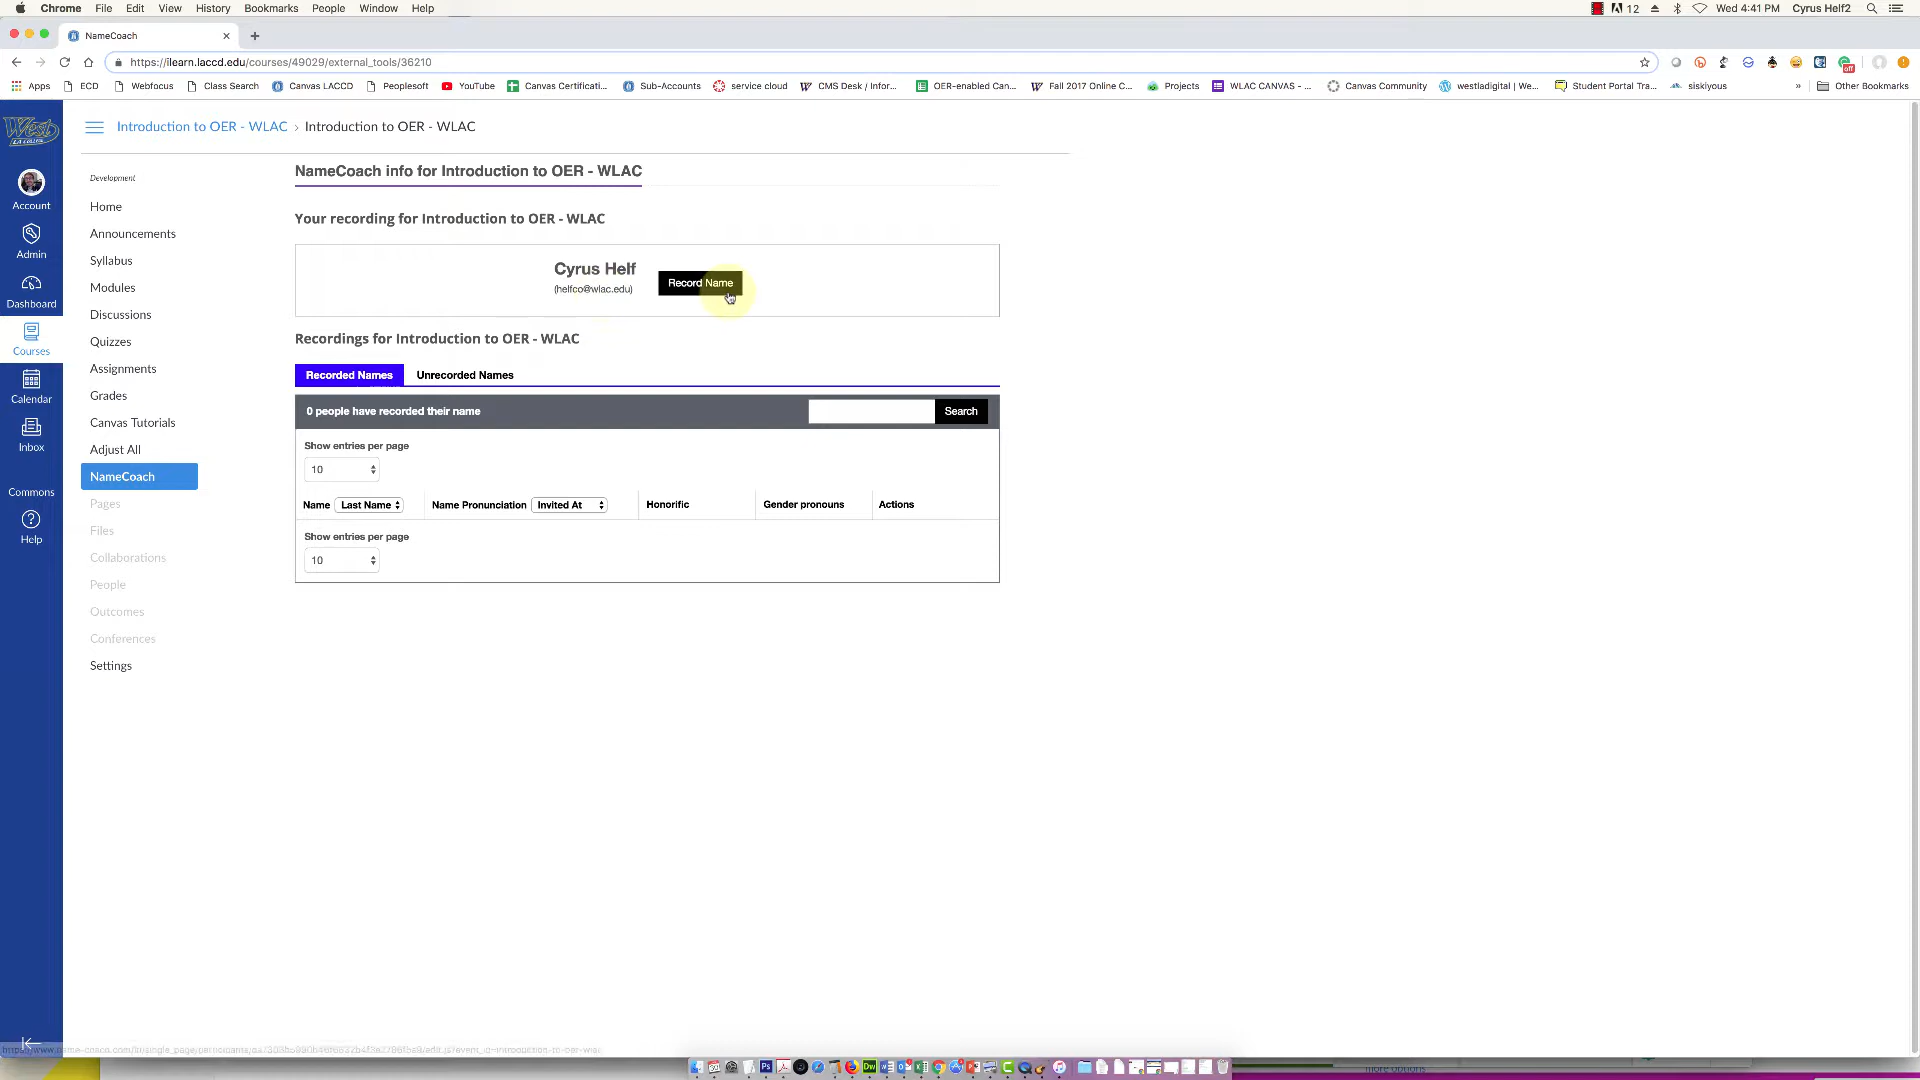 Chrome File Edit View History Bookmarks People Window Help
12 Wed 4:41 PM Cyrus Helf2
NameCoach
https://ilearn.laccd.edu/courses/49029/external_tools/36210
Apps ECD Webfocus Class Search Canvas LACCD Peoplesoft YouTube Canvas Certificati... Sub-Accounts service cloud CMS Desk / Infor... OER-enabled Can... Fall 2017 Online C... Projects WLAC CANVAS - ... Canvas Community westladigital | We... Student Portal Tra... siskiyous » Other Bookmarks
West
LA COLLEGE
Introduction to OER - WLAC › Introduction to OER - WLAC
Account
Admin
Dashboard
Courses
Calendar
Inbox
Commons
Help
Development
Home
Announcements
Syllabus
Modules
Discussions
Quizzes
Assignments
Grades
Canvas Tutorials
Adjust All
NameCoach
Pages
Files
Collaborations
People
Outcomes
Conferences
Settings
NameCoach info for Introduction to OER - WLAC
Your recording for Introduction to OER - WLAC
Cyrus Helf
(helfco@wlac.edu)
Record Name
Recordings for Introduction to OER - WLAC
Recorded Names Unrecorded Names
0 people have recorded their name Search
Show entries per page
10
Name Last Name Name Pronunciation Invited At Honorific Gender pronouns Actions
Show entries per page
10
more options